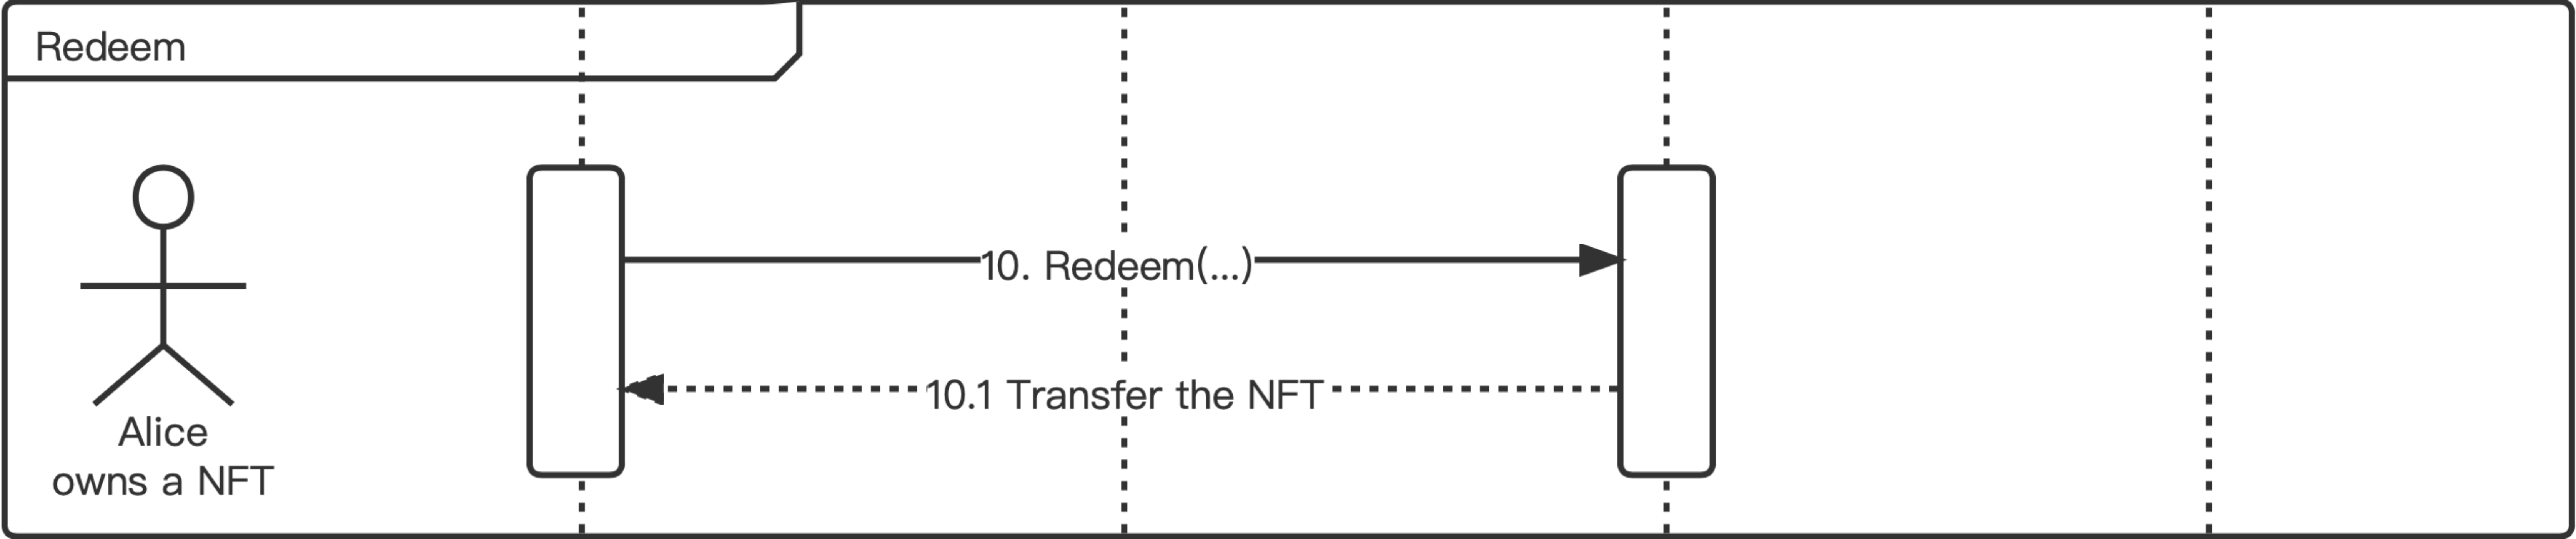 Redeem
10. Redeem(...)
10.1 Transfer the NFT
Alice
owns a NFT